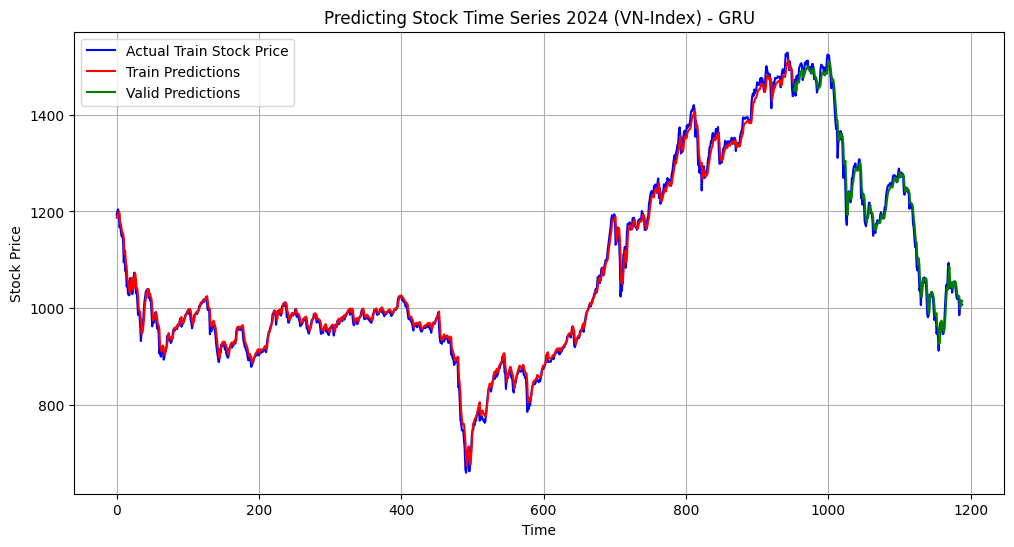 Predicting Stock Time Series 2024 (VN-Index) - GRU
Actual Train Stock Price
Train Predictions
Valid Predictions
Stock Price
1400
1200
1000
800
0 200 400 600 800 1000 1200
Time